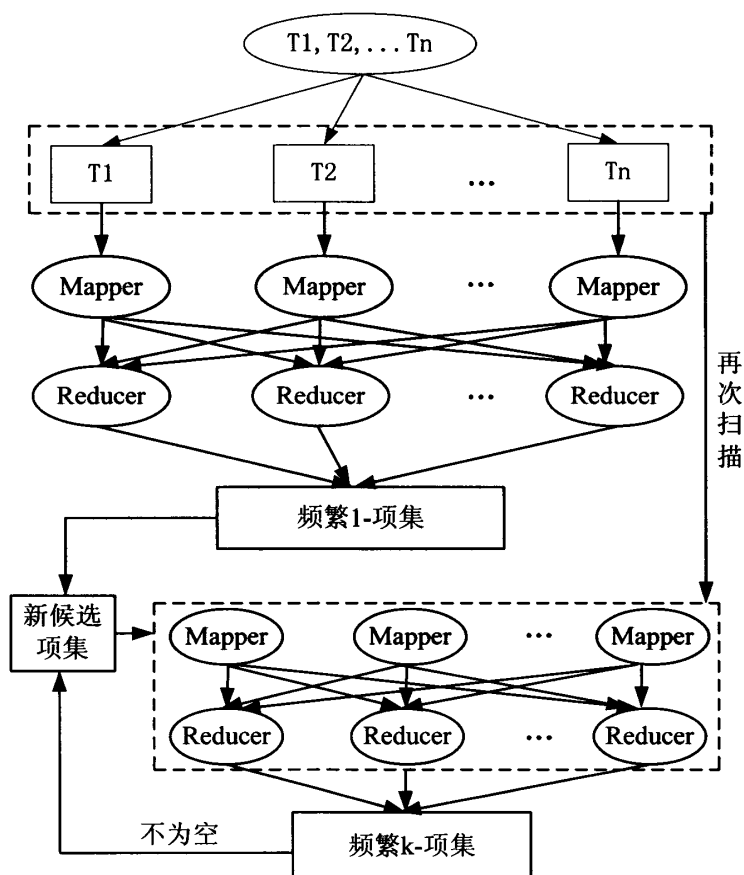 T1, T2, ... Tn
T1 T2 ... Tn
Mapper Mapper ... Mapper
Reducer Reducer ... Reducer
再次扫描
频繁1-项集
新候选
项集
Mapper Mapper ... Mapper
Reducer Reducer ... Reducer
不为空
频繁k-项集